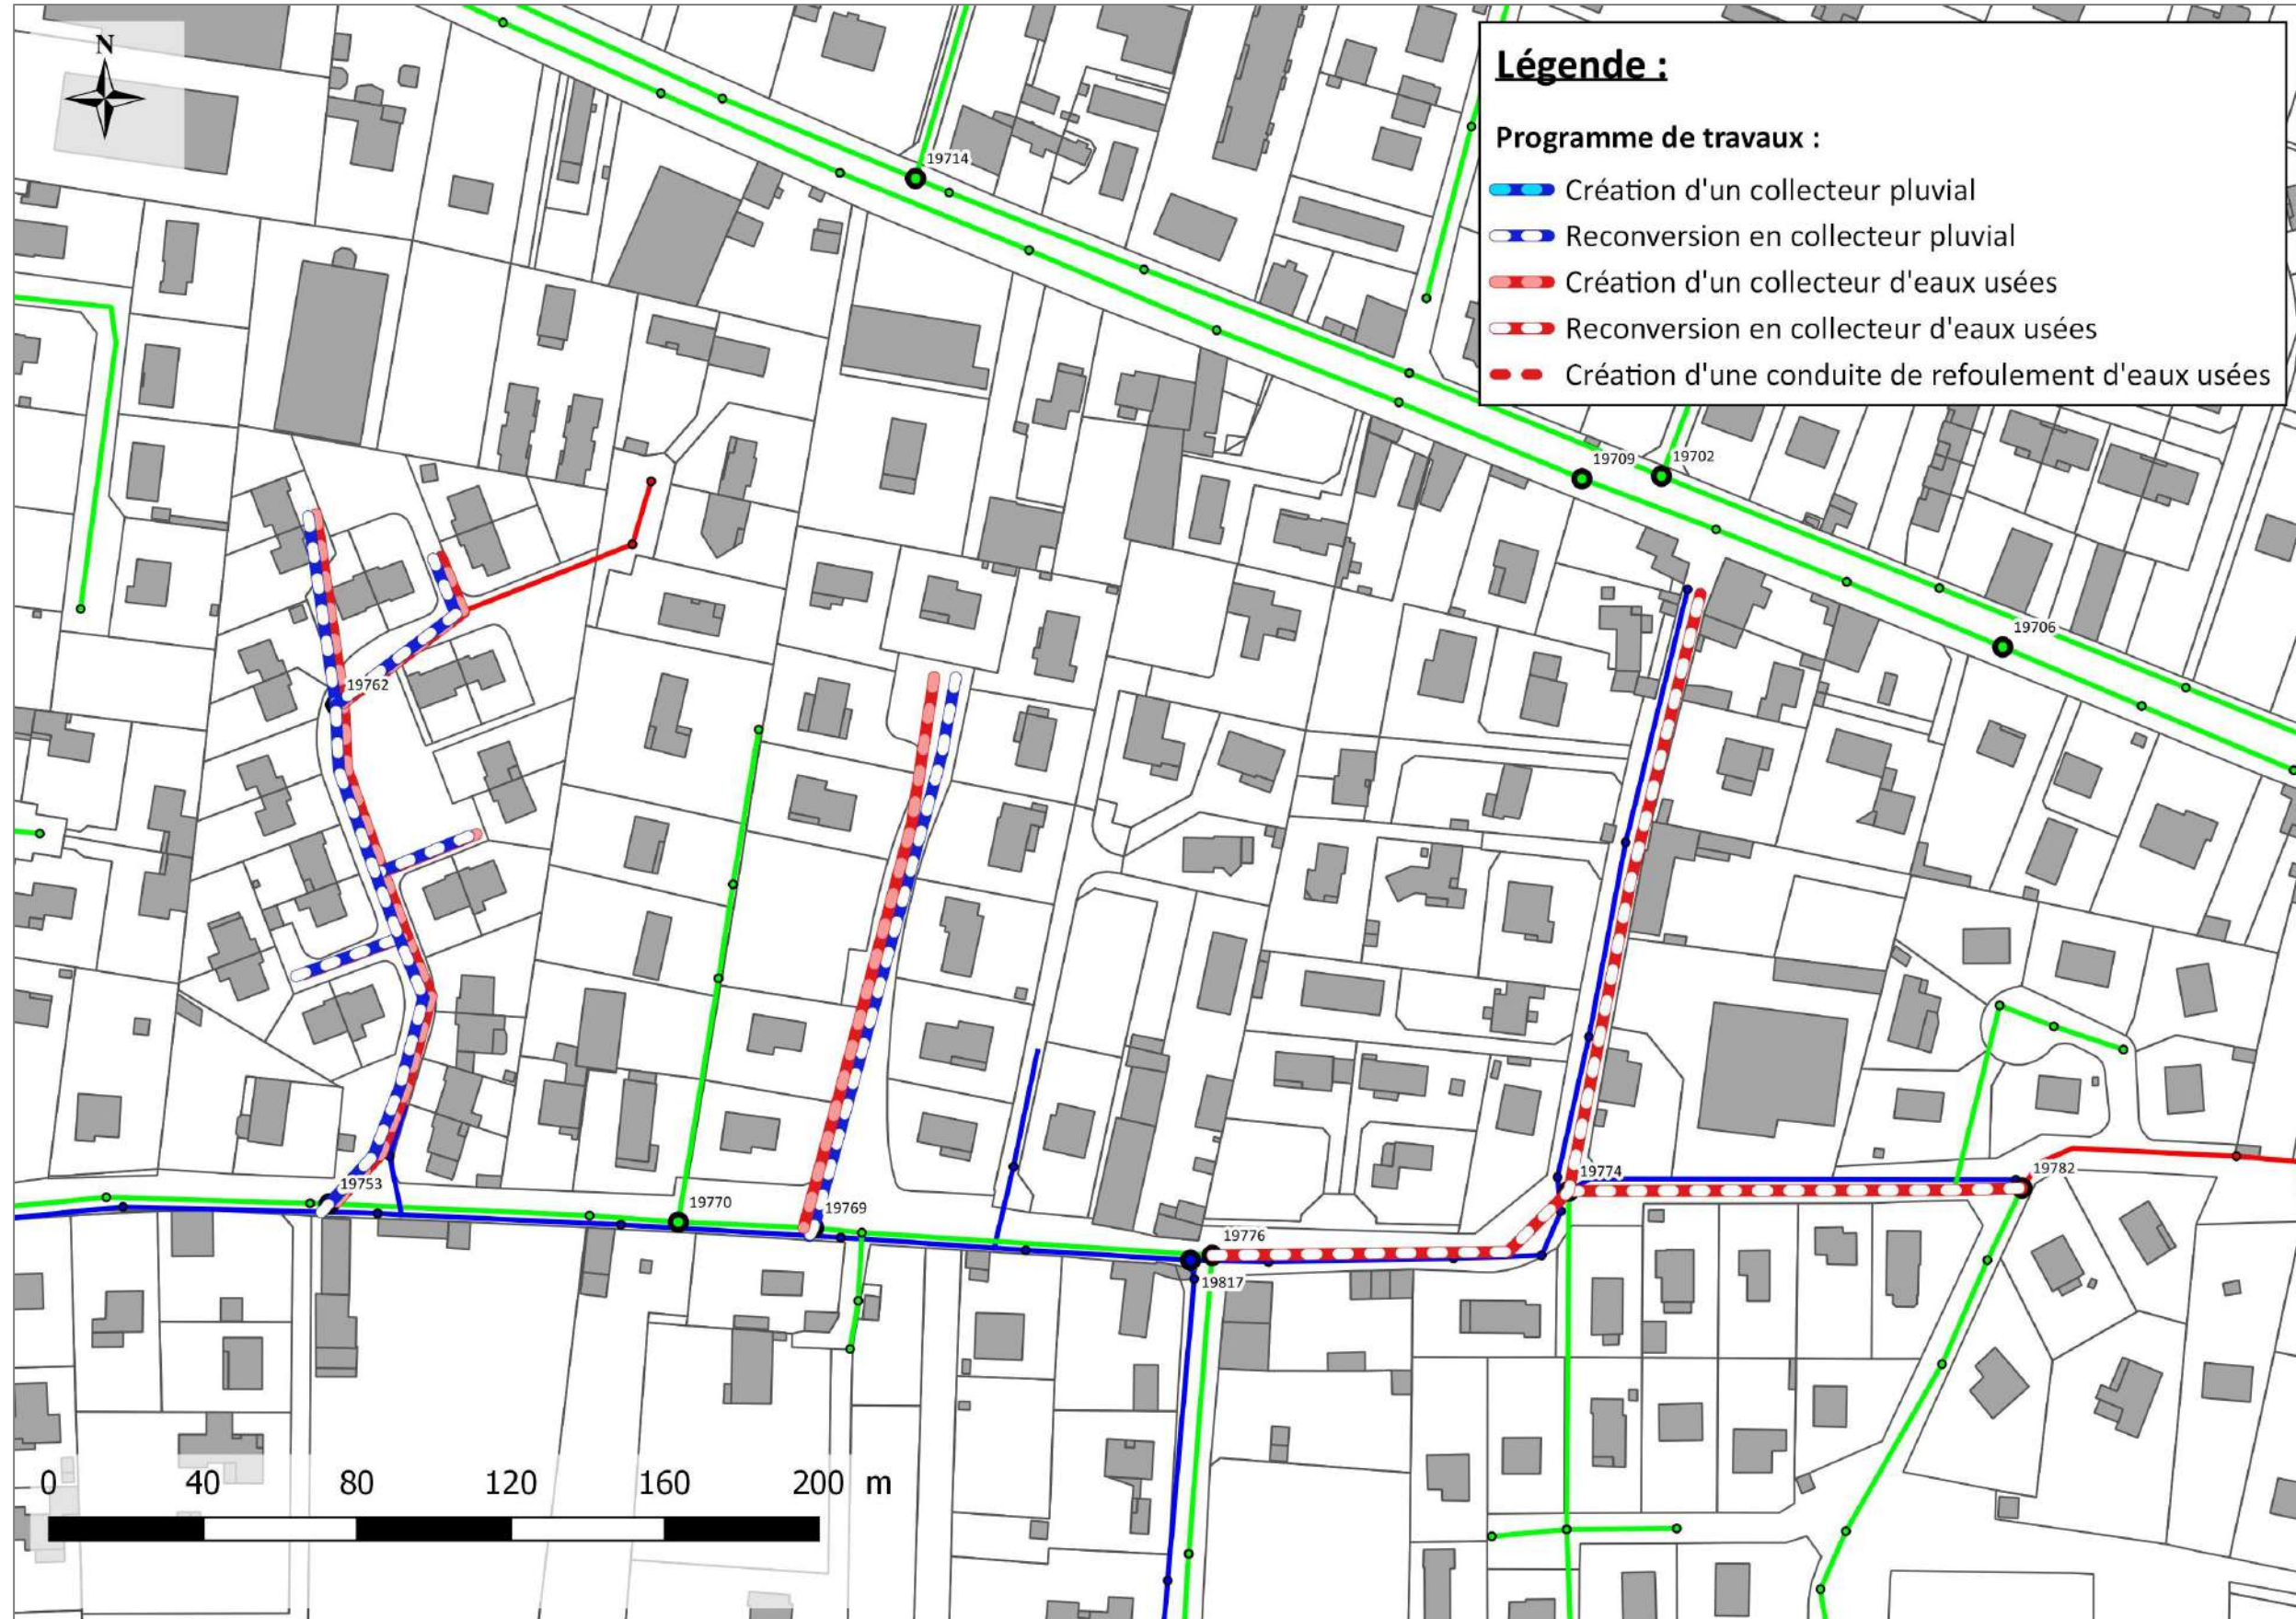 N
Légende :
Programme de travaux :
Création d'un collecteur pluvial
Reconversion en collecteur pluvial
Création d'un collecteur d'eaux usées
Reconversion en collecteur d'eaux usées
Création d'une conduite de refoulement d'eaux usées
19714
19709
19702
19706
19762
19774
19782
19753
19770
19769
19776
19817
0 40 80 120 160 200 m